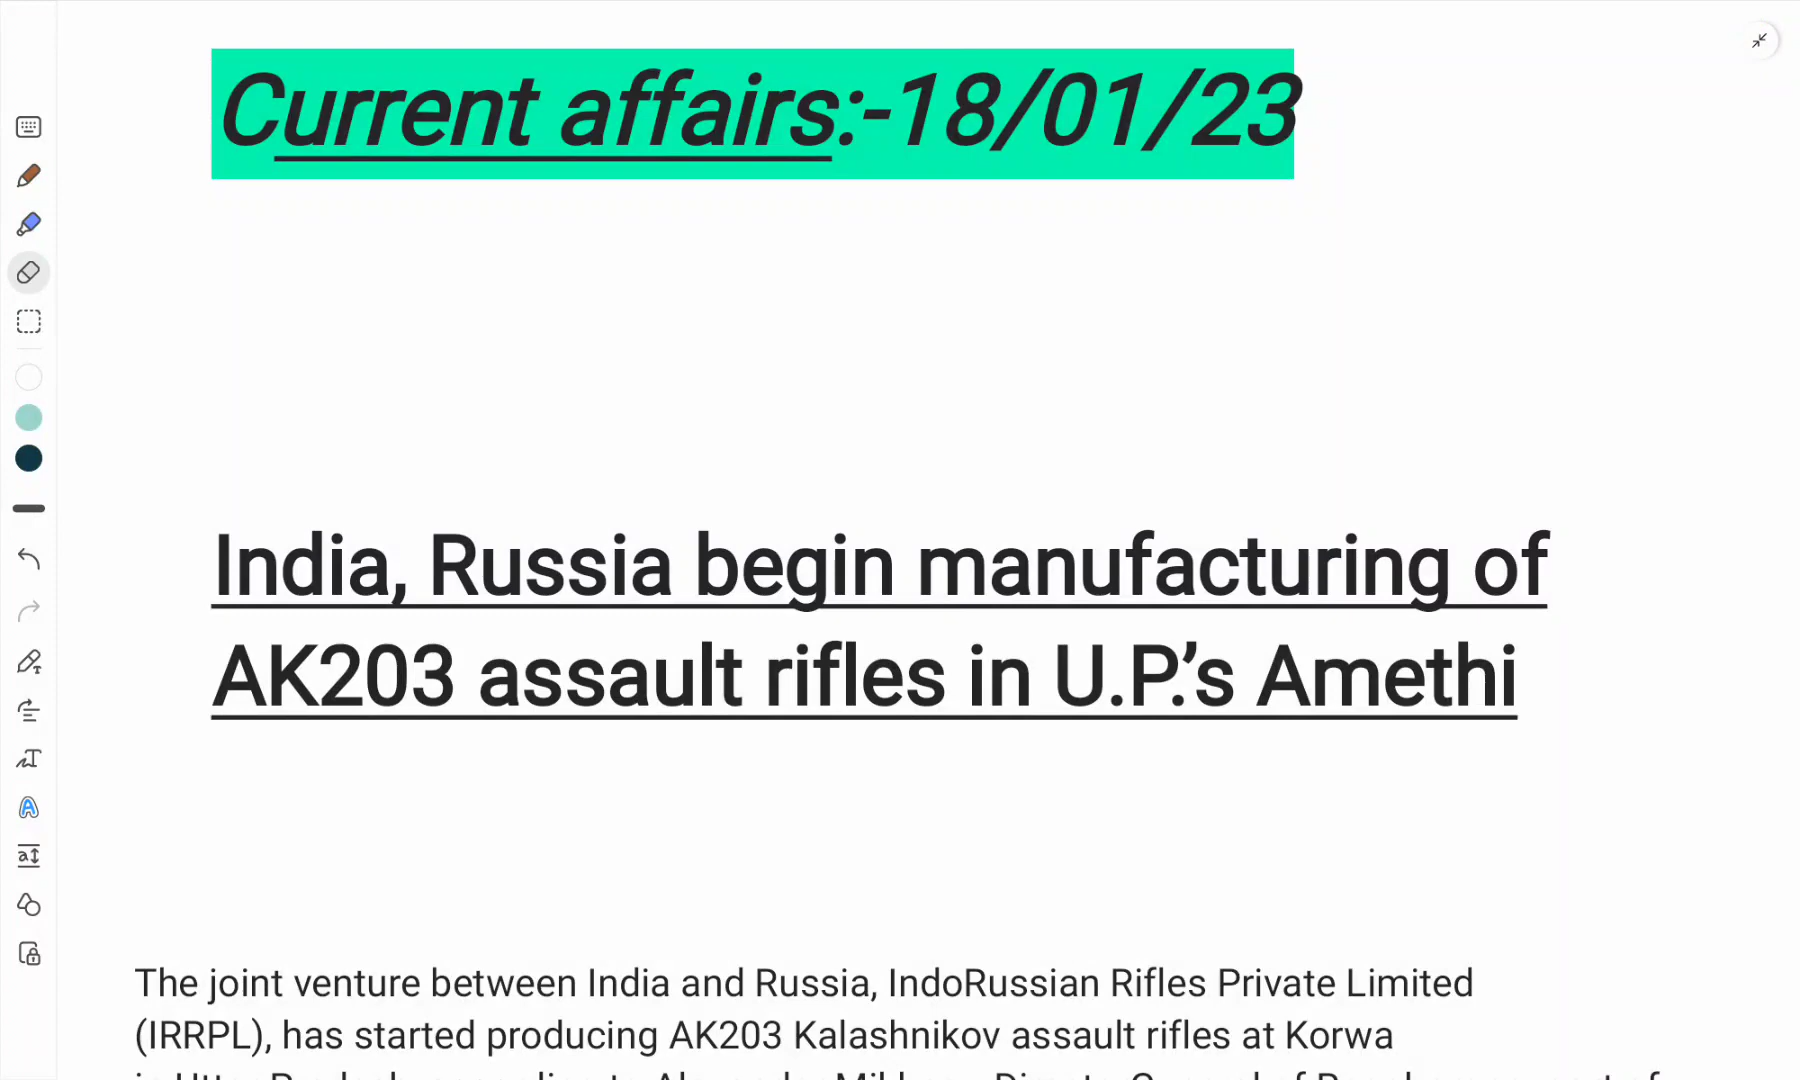 Current affairs:-18/01/23
India, Russia begin manufacturing of
AK203 assault rifles in U.P.’s Amethi
The joint venture between India and Russia, IndoRussian Rifles Private Limited
(IRRPL), has started producing AK203 Kalashnikov assault rifles at Korwa